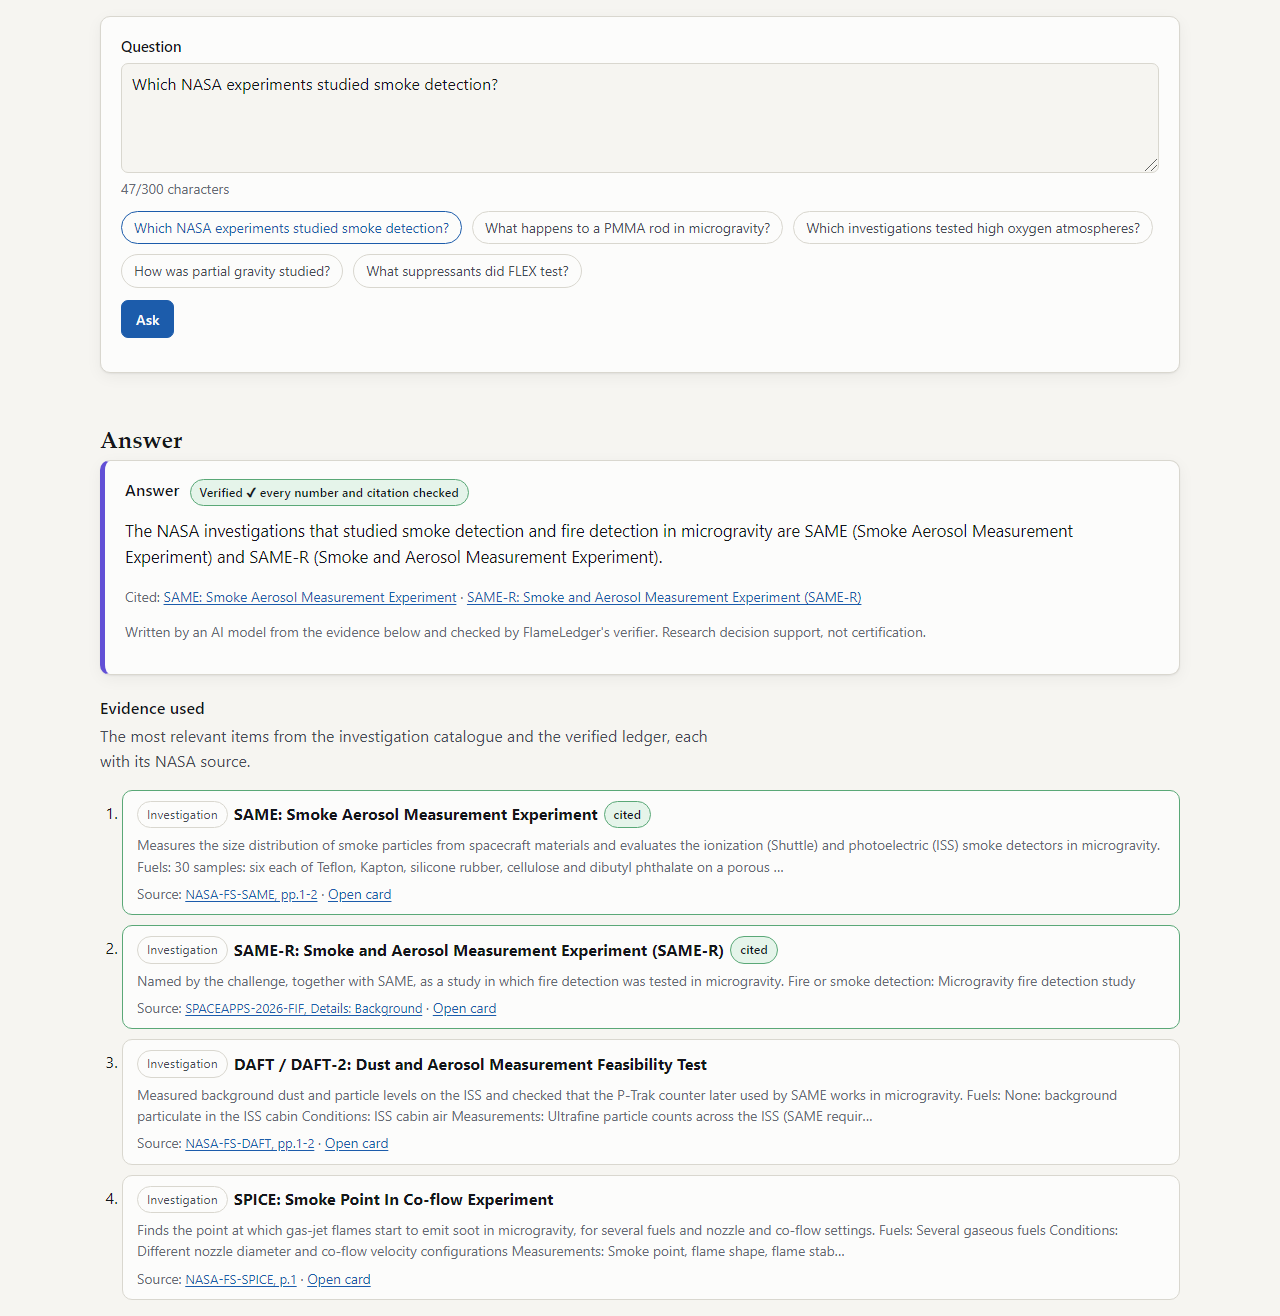 Question
Which NASA experiments studied smoke detection?
47/300 characters
Which NASA experiments studied smoke detection?
What happens to a PMMA rod in microgravity?
Which investigations tested high oxygen atmospheres?
How was partial gravity studied?
What suppressants did FLEX test?
Ask
Answer
Answer
Verified ✓ every number and citation checked
The NASA investigations that studied smoke detection and fire detection in microgravity are SAME (Smoke Aerosol Measurement
Experiment) and SAME-R (Smoke and Aerosol Measurement Experiment).
Cited: SAME: Smoke Aerosol Measurement Experiment · SAME-R: Smoke and Aerosol Measurement Experiment (SAME-R)
Written by an AI model from the evidence below and checked by FlameLedger's verifier. Research decision support, not certification.
Evidence used
The most relevant items from the investigation catalogue and the verified ledger, each
with its NASA source.
1. Investigation SAME: Smoke Aerosol Measurement Experiment cited
Measures the size distribution of smoke particles from spacecraft materials and evaluates the ionization (Shuttle) and photoelectric (ISS) smoke detectors in microgravity.
Fuels: 30 samples: six each of Teflon, Kapton, silicone rubber, cellulose and dibutyl phthalate on a porous ...
Source: NASA-FS-SAME, pp.1-2 · Open card
2. Investigation SAME-R: Smoke and Aerosol Measurement Experiment (SAME-R) cited
Named by the challenge, together with SAME, as a study in which fire detection was tested in microgravity. Fire or smoke detection: Microgravity fire detection study
Source: SPACEAPPS-2026-FIF, Details: Background · Open card
3. Investigation DAFT / DAFT-2: Dust and Aerosol Measurement Feasibility Test
Measured background dust and particle levels on the ISS and checked that the P-Trak counter later used by SAME works in microgravity. Fuels: None: background
particulate in the ISS cabin Conditions: ISS cabin air Measurements: Ultrafine particle counts across the ISS (SAME requir...
Source: NASA-FS-DAFT, pp.1-2 · Open card
4. Investigation SPICE: Smoke Point In Co-flow Experiment
Finds the point at which gas-jet flames start to emit soot in microgravity, for several fuels and nozzle and co-flow settings. Fuels: Several gaseous fuels Conditions:
Different nozzle diameter and co-flow velocity configurations Measurements: Smoke point, flame shape, flame stab...
Source: NASA-FS-SPICE, p.1 · Open card